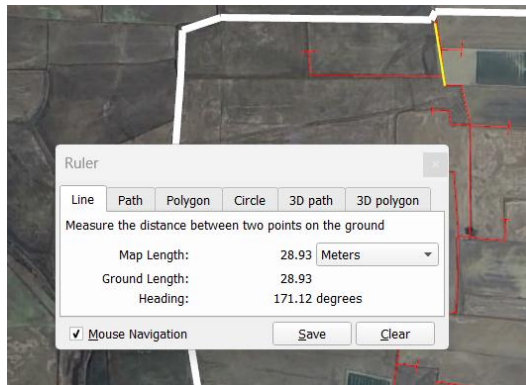 Ruler
Line Path Polygon Circle 3D path 3D polygon
Measure the distance between two points on the ground
Map Length: 28.93 Meters
Ground Length: 28.93
Heading: 171.12 degrees
Mouse Navigation Save Clear